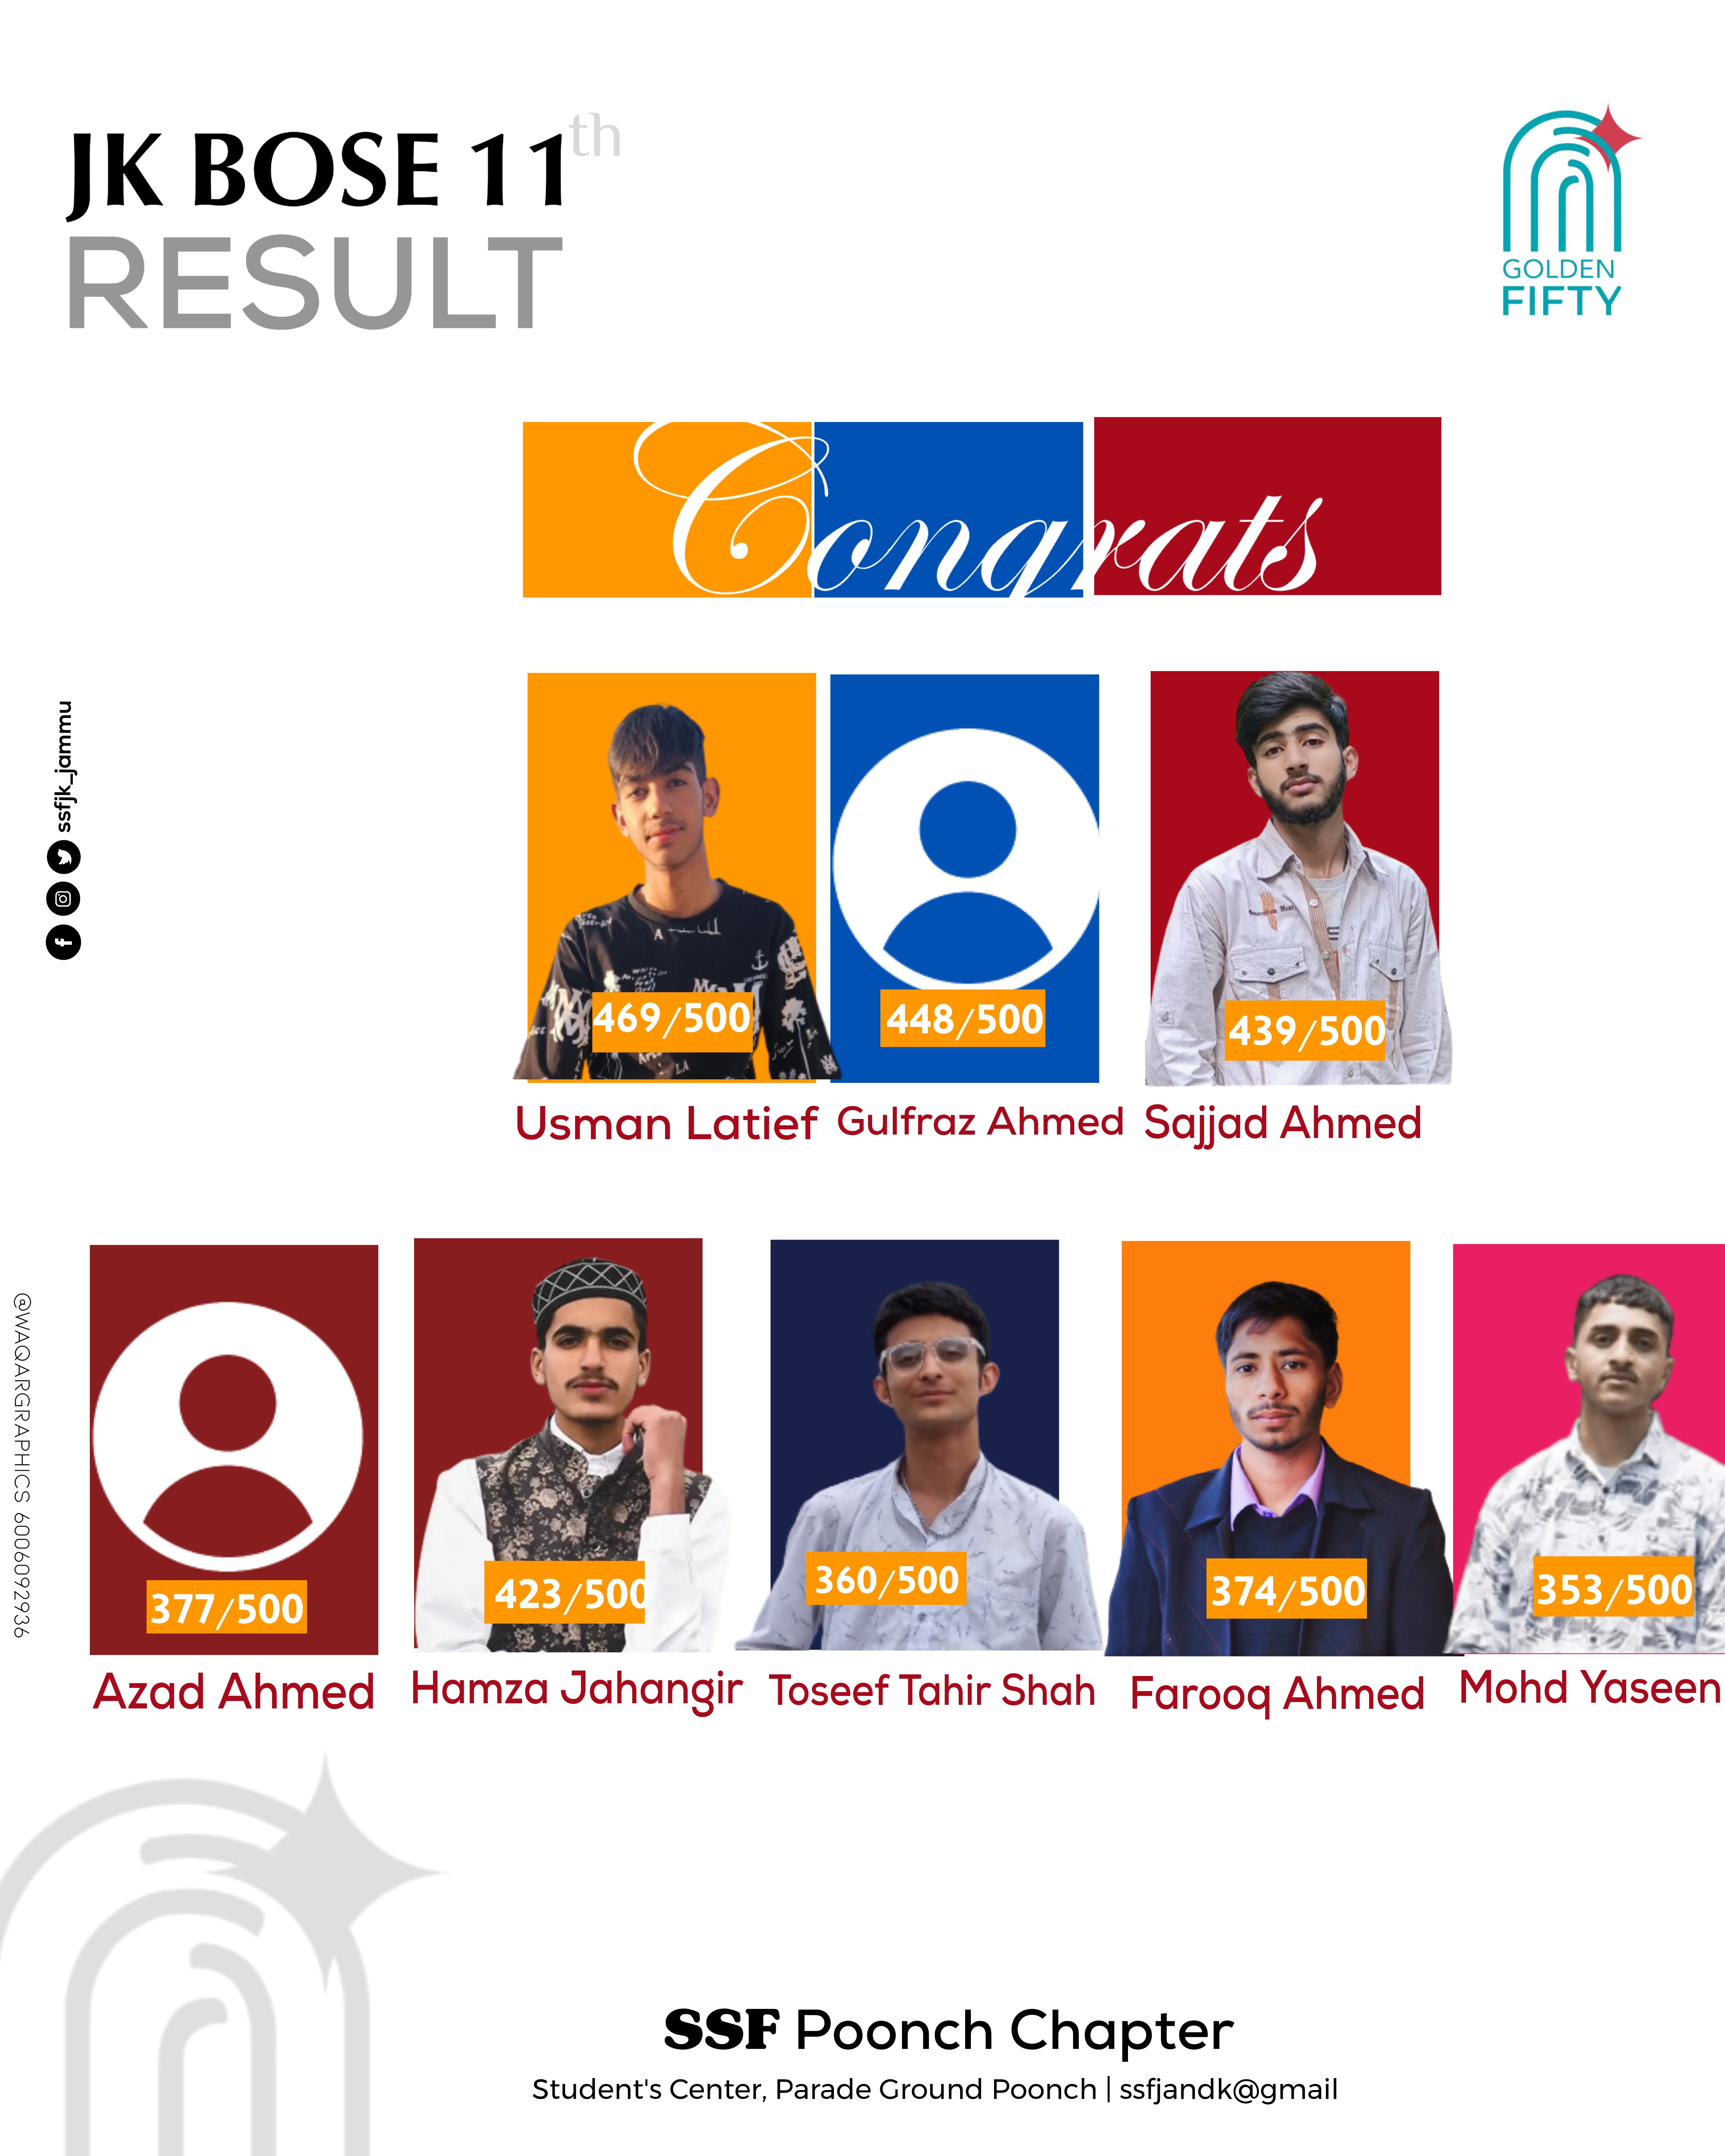 JK BOSE 11th
RESULT
GOLDEN
FIFTY
Congrats
ssfjk_jammu
469/500
448/500
439/500
Usman Latief
Gulfraz Ahmed
Sajjad Ahmed
@WAQARGRAPHICS 6006092936
377/500
423/500
360/500
374/500
353/500
Azad Ahmed
Hamza Jahangir
Toseef Tahir Shah
Farooq Ahmed
Mohd Yaseen
SSF Poonch Chapter
Student's Center, Parade Ground Poonch | ssfjandk@gmail